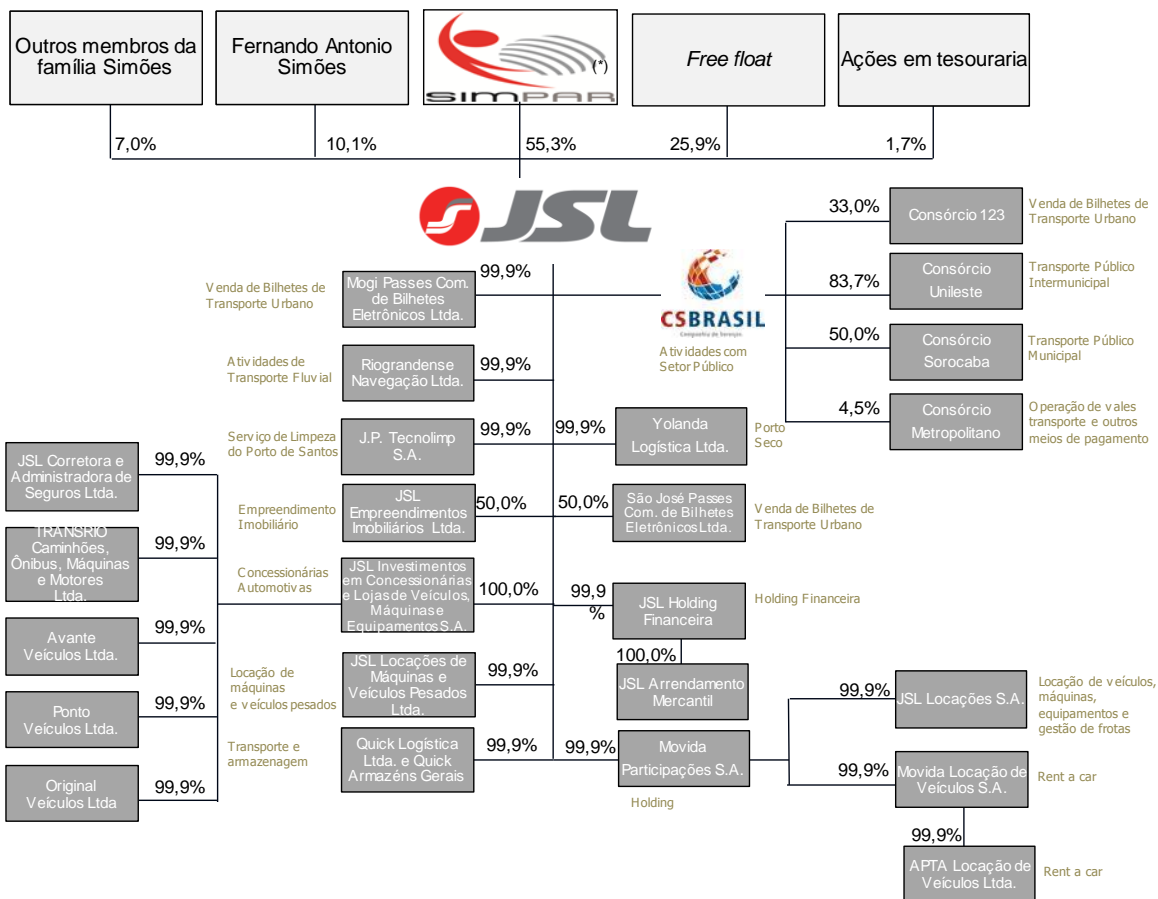 Outros membros da
família Simões
Fernando Antonio
Simões
(*)
SIMPAR
Free float
Ações em tesouraria
7,0%
10,1%
55,3%
25,9%
1,7%
JSL
Venda de Bilhetes de
Transporte Urbano
Mogi Passes Com.
de Bilhetes
Eletrônicos Ltda.
99,9%
CSBRASIL
Companhia de Serviços
Atividades com
Setor Público
33,0%
Consórcio 123
Venda de Bilhetes de
Transporte Urbano
83,7%
Consórcio
Unileste
Transporte Público
Intermunicipal
50,0%
Consórcio
Sorocaba
Transporte Público
Municipal
4,5%
Consórcio
Metropolitano
Operação de vales
transporte e outros
meios de pagamento
Atividades de
Transporte Fluvial
Riograndense
Navegação Ltda.
99,9%
Serviço de Limpeza
do Porto de Santos
J.P. Tecnolimp
S.A.
99,9%
99,9%
Yolanda
Logística Ltda.
Porto
Seco
Empreendimento
Imobiliário
JSL
Empreendimentos
Imobiliários Ltda.
50,0%
50,0%
São José Passes
Com. de Bilhetes
Eletrônicos Ltda.
Venda de Bilhetes de
Transporte Urbano
Concessionárias
Automotivas
JSL Investimentos
em Concessionárias
e Lojas de Veículos,
Máquinas e
Equipamentos S.A.
100,0%
99,9
%
JSL Holding
Financeira
Holding Financeira
100,0%
JSL Arrendamento
Mercantil
Locação de
máquinas
e veículos pesados
JSL Locações de
Máquinas e
Veículos Pesados
Ltda.
99,9%
Transporte e
armazenagem
Quick Logística
Ltda. e Quick
Armazéns Gerais
99,9%
99,9%
Movida
Participações S.A.
Holding
99,9%
JSL Locações S.A.
Locação de veículos,
máquinas,
equipamentos e
gestão de frotas
99,9%
Movida Locação de
Veículos S.A.
Rent a car
99,9%
APTA Locação de
Veículos Ltda.
Rent a car
JSL Corretora e
Administradora de
Seguros Ltda.
99,9%
TRANSRIO
Caminhões,
Ônibus, Máquinas
e Motores
Ltda.
99,9%
Avante
Veículos Ltda.
99,9%
Ponto
Veículos Ltda.
99,9%
Original
Veículos Ltda
99,9%